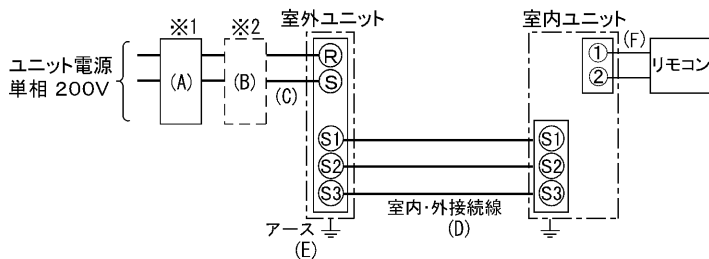 ※1
※2
室外ユニット
室内ユニット
ユニット電源
単相 200V
(A)
(B)
(C)
R
S
S1
S2
S3
アース
(E)
室内・外接続線
(D)
S1
S2
S3
1
2
(F)
リモコン